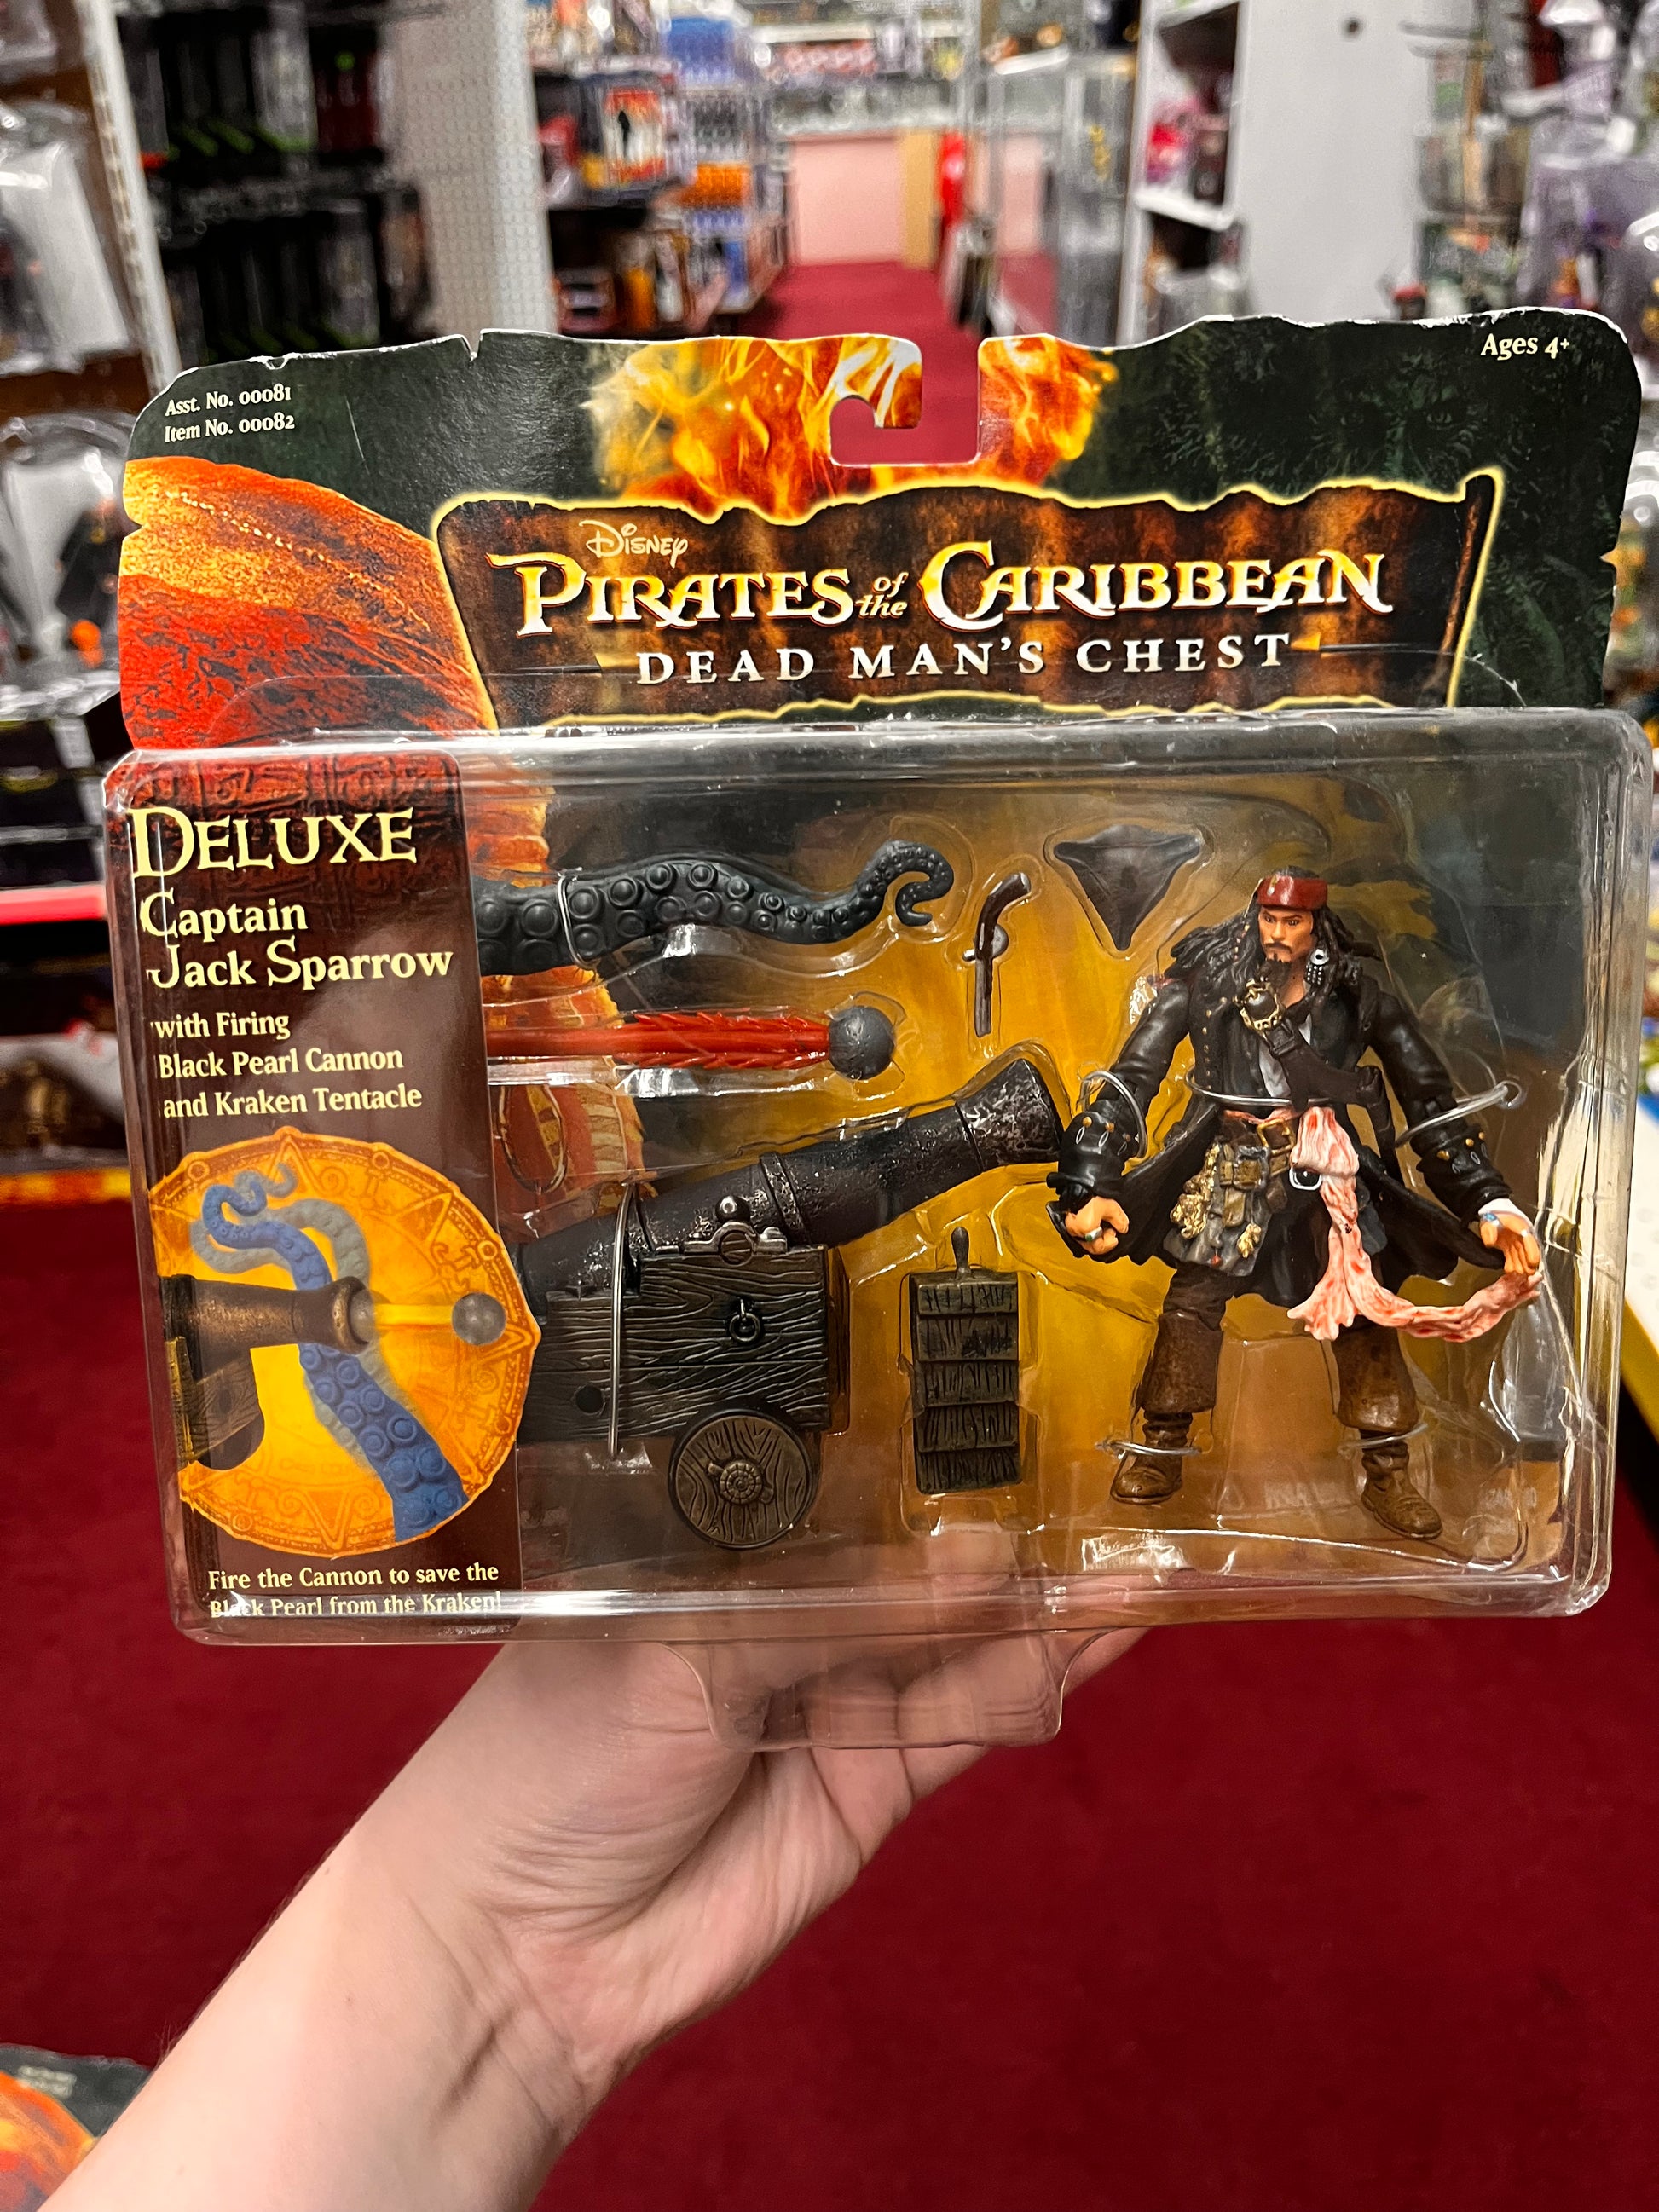 Asst. No. 00081
Item No. 00082
Ages 4+
Disney
PIRATES of the CARIBBEAN
DEAD MAN'S CHEST
DELUXE
Captain
Jack Sparrow
with Firing
Black Pearl Cannon
and Kraken Tentacle
Fire the Cannon to save the
Black Pearl from the Kraken!